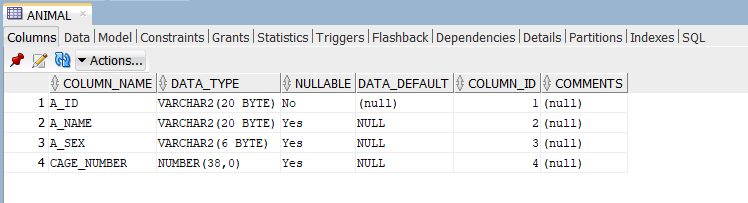 ANIMAL
Columns Data Model Constraints Grants Statistics Triggers Flashback Dependencies Details Partitions Indexes SQL
Actions...
COLUMN_NAME DATA_TYPE NULLABLE DATA_DEFAULT COLUMN_ID COMMENTS
1 A_ID VARCHAR2(20 BYTE) No (null) 1 (null)
2 A_NAME VARCHAR2(20 BYTE) Yes NULL 2 (null)
3 A_SEX VARCHAR2(6 BYTE) Yes NULL 3 (null)
4 CAGE_NUMBER NUMBER(38,0) Yes NULL 4 (null)